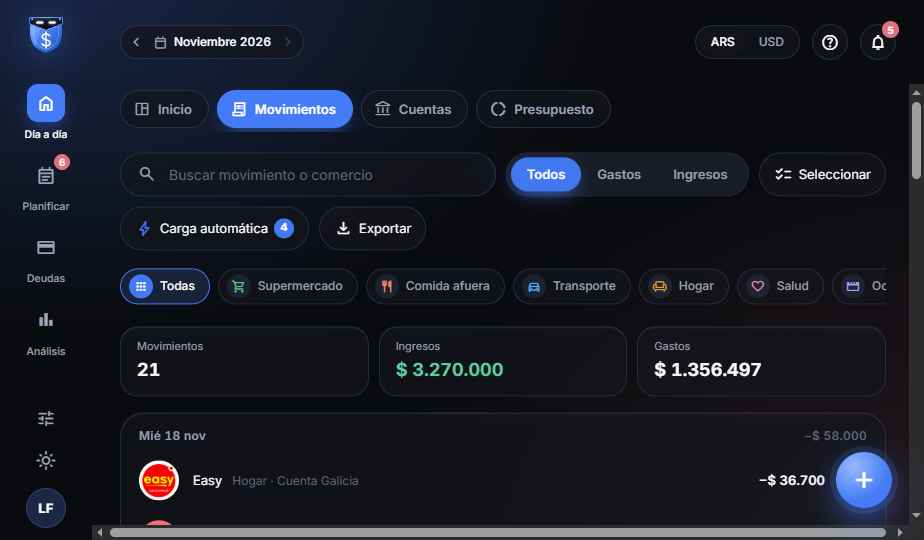 $
Noviembre 2026
ARS USD
5
Día a día
Inicio Movimientos Cuentas Presupuesto
6
Planificar
Buscar movimiento o comercio
Todos Gastos Ingresos
Seleccionar
Carga automática 4
Exportar
Deudas
Todas Supermercado Comida afuera Transporte Hogar Salud Oc
Análisis
Movimientos
21
Ingresos
$ 3.270.000
Gastos
$ 1.356.497
Mié 18 nov −$ 58.000
easy
Easy Hogar · Cuenta Galicia −$ 36.700
+
LF